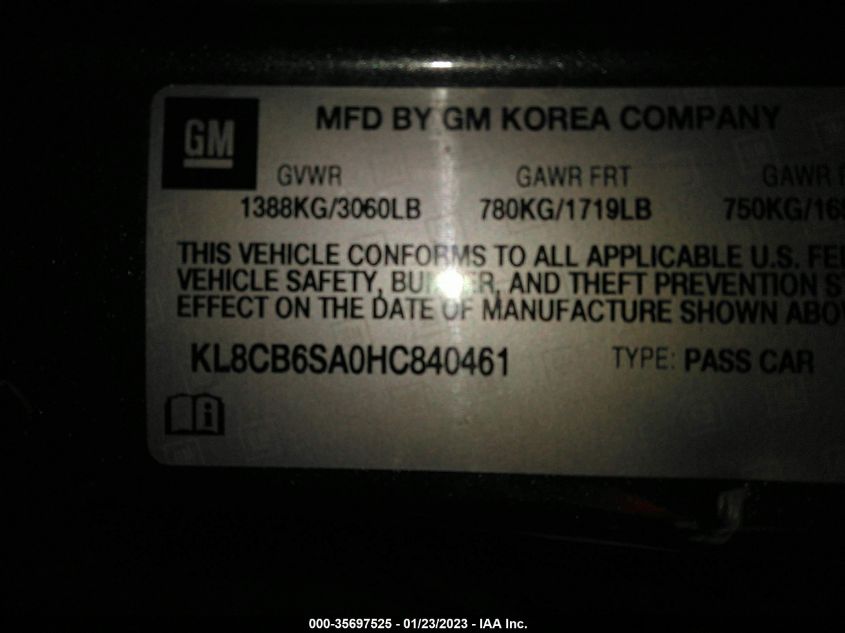 GM
MFD BY GM KOREA COMPANY
GVWR GAWR FRT GAWR
1388KG/3060LB 780KG/1719LB 750KG/16
THIS VEHICLE CONFORMS TO ALL APPLICABLE U.S.
VEHICLE SAFETY, AND THEFT PREVENTION
EFFECT ON THE DATE OF MANUFACTURE SHOWN
KL8CB6SA0HC840461 TYPE: PASS CAR
000-35697525 - 01/23/2023 - IAA Inc.